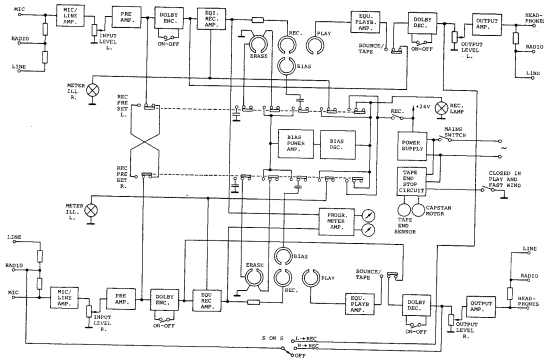 MIC
RADIO
LINE
MIC/
LINE
AMP.
INPUT
LEVEL
L.
PRE
AMP.
DOLBY
ENC.
ON-OFF
EQU.
REC.
AMP.
ERASE
REC.
BIAS
PLAY
EQU.
PLAYB.
AMP.
SOURCE/
TAPE
DOLBY
DEC.
ON-OFF
OUTPUT
LEVEL
L.
OUTPUT
AMP.
HEAD-
PHONES
RADIO
LINE
METER
ILL.
R.
REC
PRE
SET
L.
REC
PRE
SET
R.
METER
ILL.
L.
BIAS
POWER
AMP.
BIAS
OSC.
REC.
+24V
REC.
LAMP
POWER
SUPPLY
MAINS
SWITCH
~
TAPE
END
STOP
CIRCUIT
CLOSED IN
PLAY AND
FAST WIND
TAPE
END
SENSOR
CAPSTAN
MOTOR
PROGR.
METER
AMP.
LINE
RADIO
MIC
MIC/
LINE
AMP.
INPUT
LEVEL
R.
PRE
AMP.
DOLBY
ENC.
ON-OFF
EQU
REC
AMP.
ERASE
BIAS
REC.
PLAY
EQU.
PLAYB
AMP.
SOURCE/
TAPE
DOLBY
DEC.
ON-OFF
OUTPUT
LEVEL
R.
OUTPUT
AMP.
LINE
RADIO
HEAD-
PHONES
S ON S
L→REC
R→REC
OFF